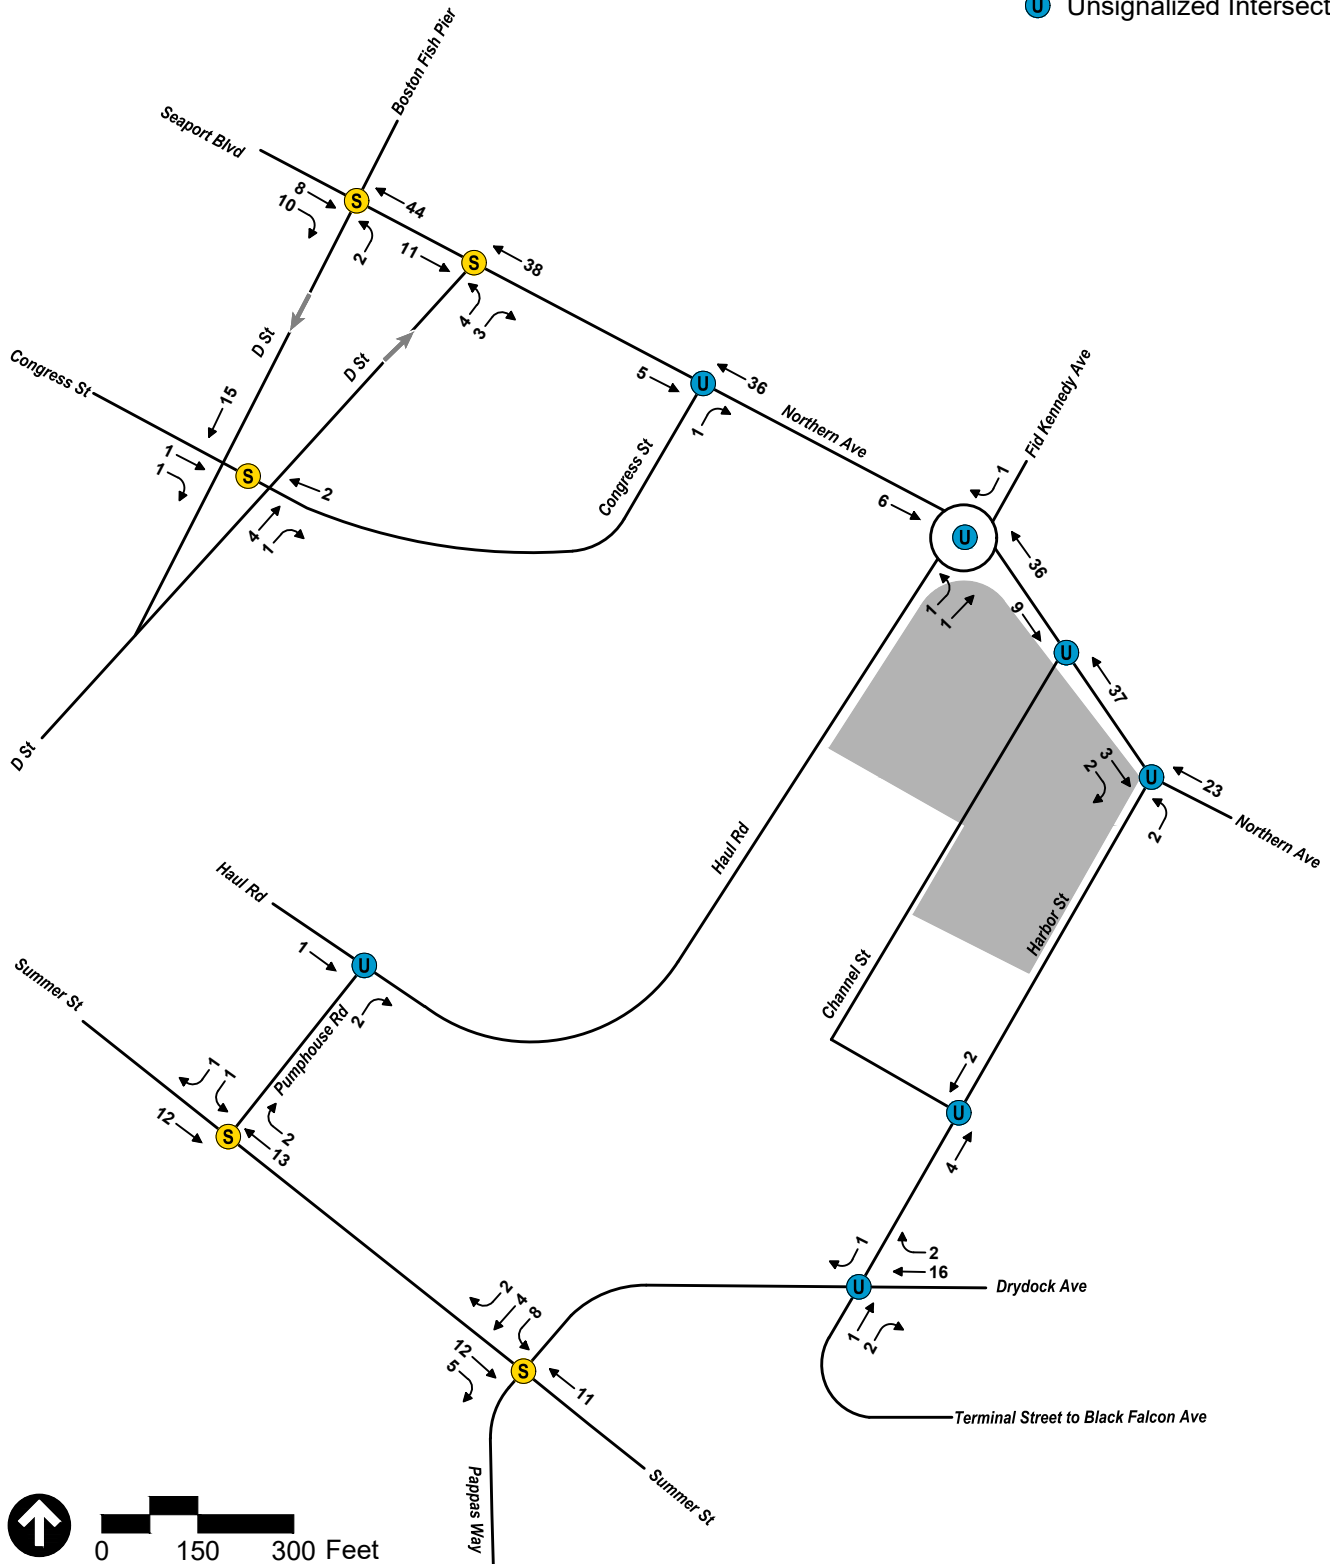 U Unsignalized Intersect
Boston Fish Pier
Seaport Blvd
8
10
S
44
2
11
S
38
4
3
D St
D St
Congress St
15
1
1
S
2
4
1
5
U
36
1
Northern Ave
Congress St
Fid Kennedy Ave
1
6
U
36
1
1
9
U
37
3
2
U
23
2
Northern Ave
D St
Haul Rd
Haul Rd
1
U
2
Pumphouse Rd
Harbor St
Channel St
Summer St
1
1
12
S
2
13
2
U
4
1
2
16
U
Drydock Ave
1
2
2
4
8
12
5
S
11
Terminal Street to Black Falcon Ave
Summer St
Pappas Way
0 150 300 Feet